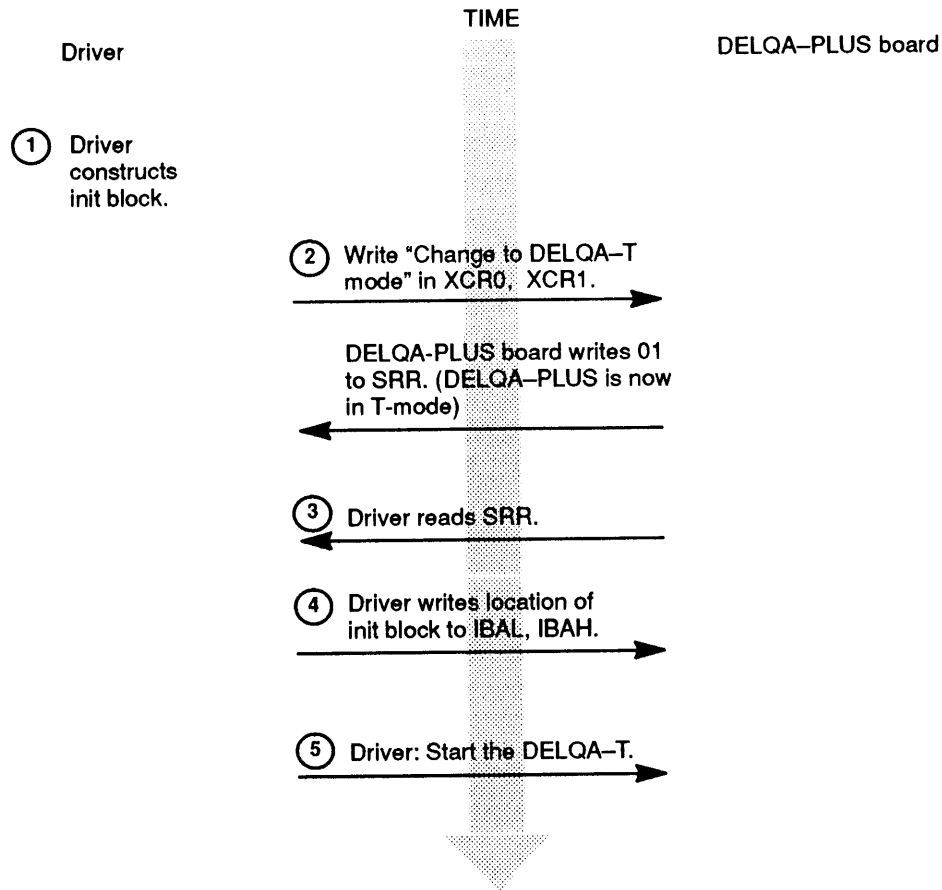 TIME
Driver
DELQA–PLUS board
1 Driver
constructs
init block.
2 Write "Change to DELQA–T
mode" in XCR0, XCR1.
DELQA-PLUS board writes 01
to SRR. (DELQA–PLUS is now
in T-mode)
3 Driver reads SRR.
4 Driver writes location of
init block to IBAL, IBAH.
5 Driver: Start the DELQA–T.